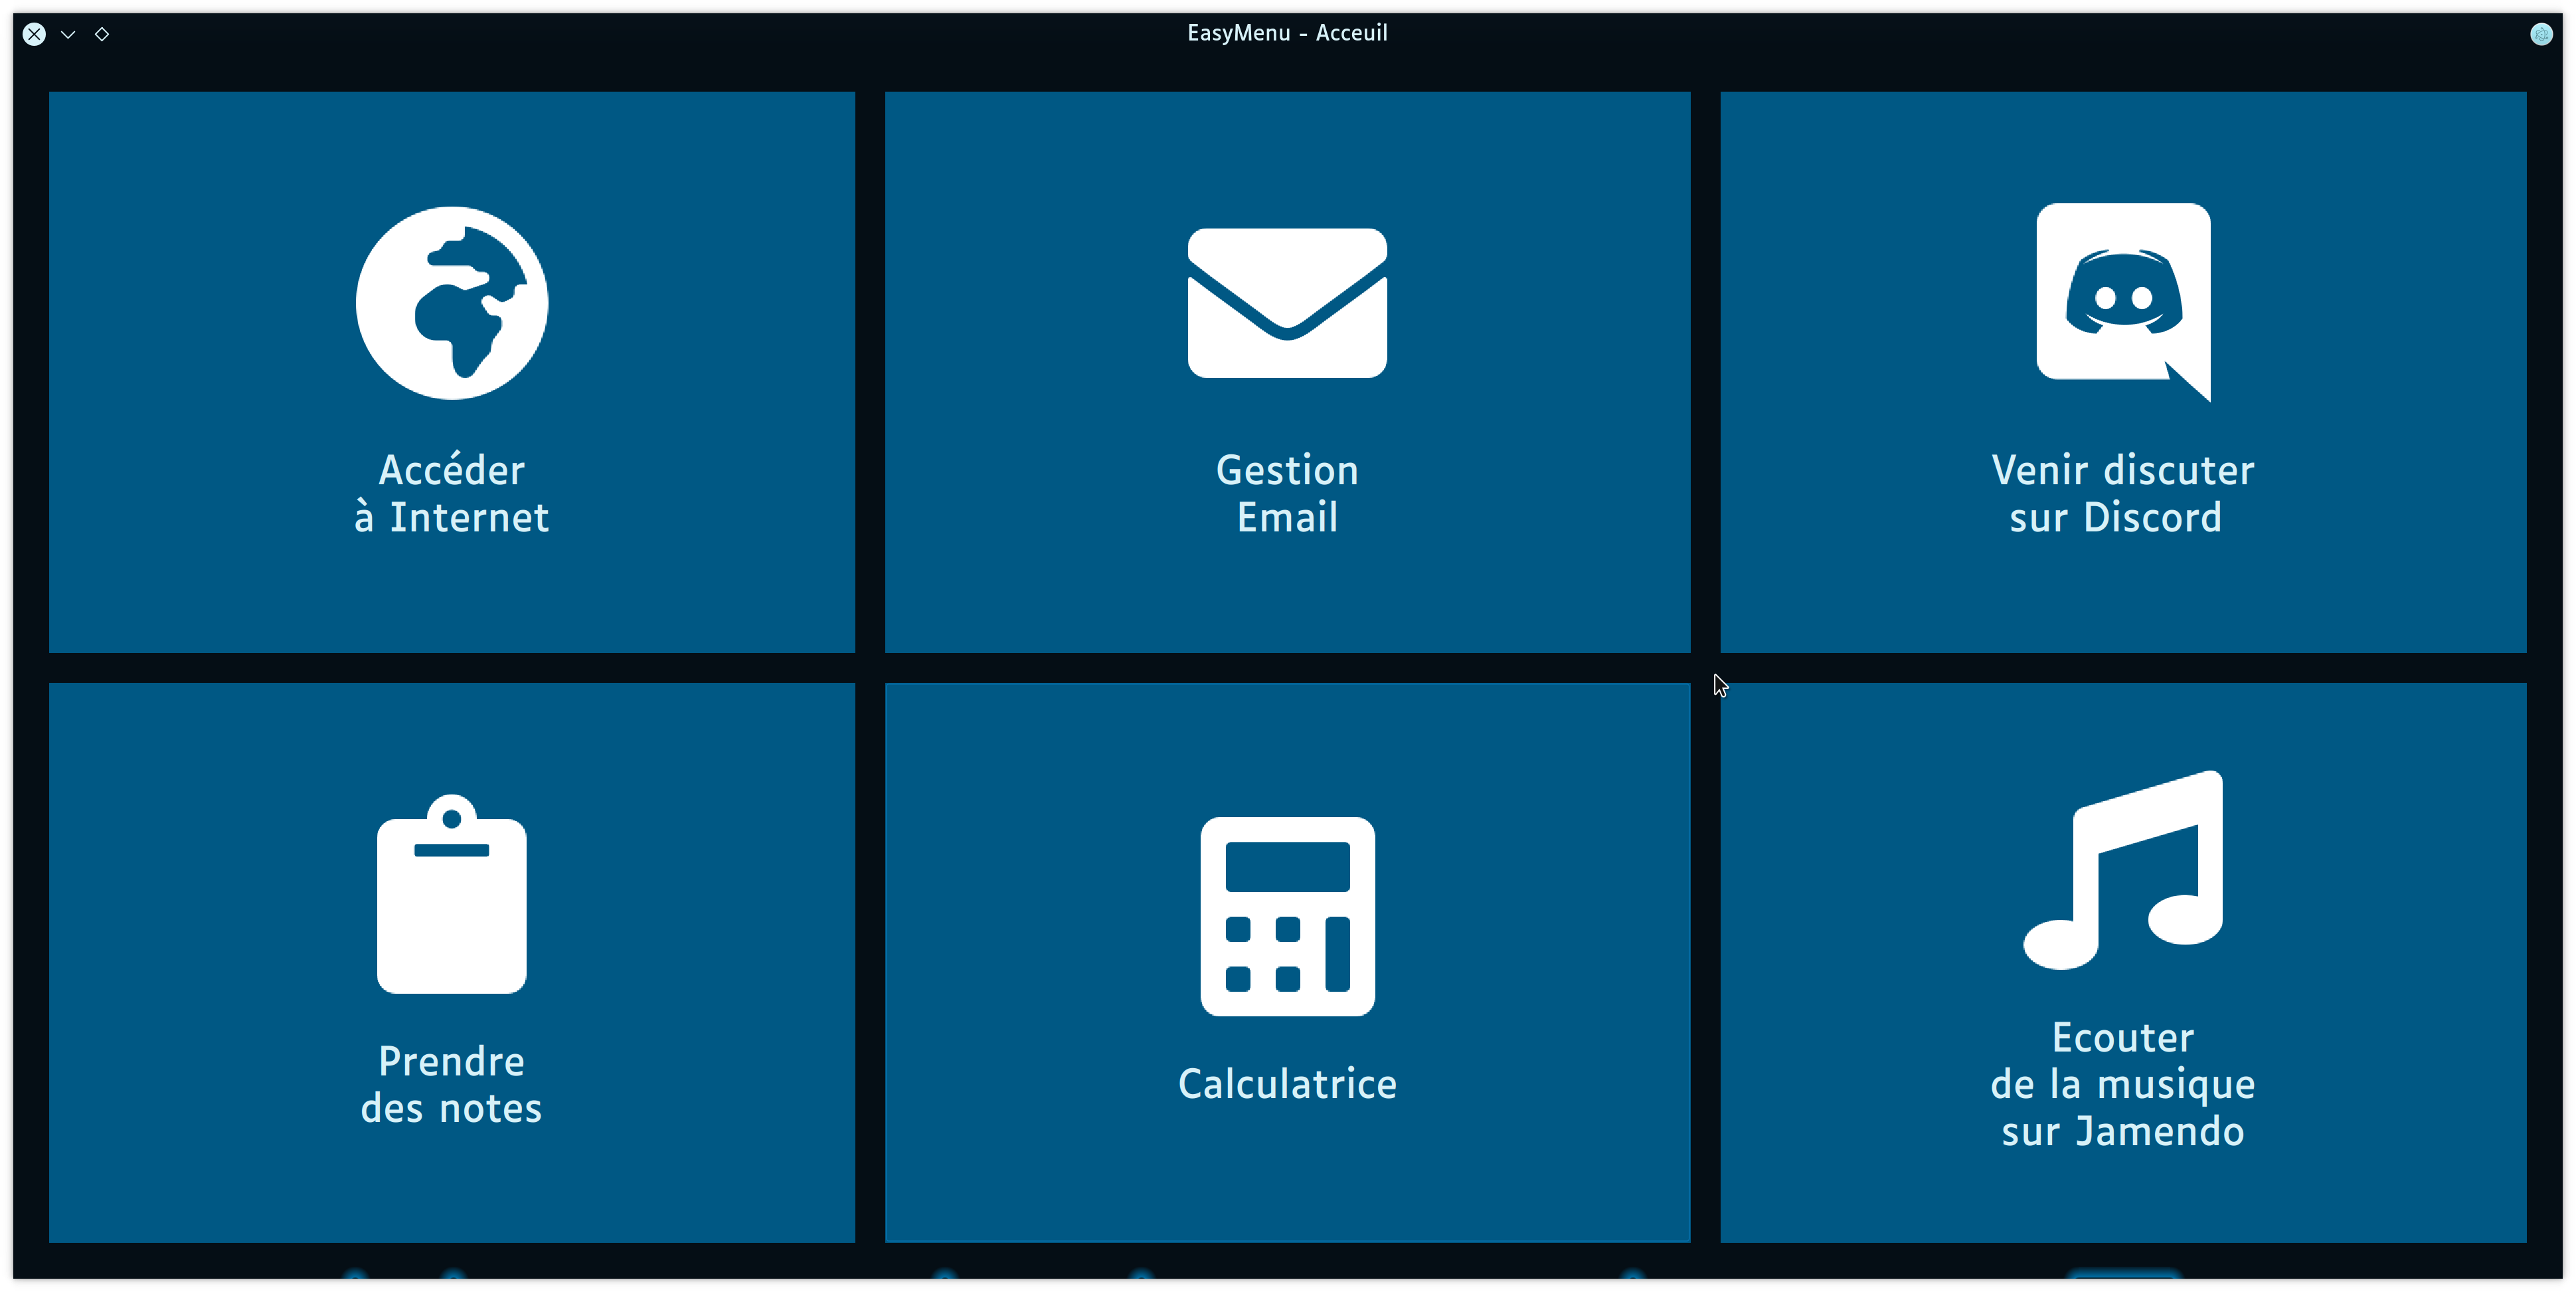 EasyMenu - Acceuil
Accéder
à Internet
Gestion
Email
Venir discuter
sur Discord
Prendre
des notes
Calculatrice
Ecouter
de la musique
sur Jamendo